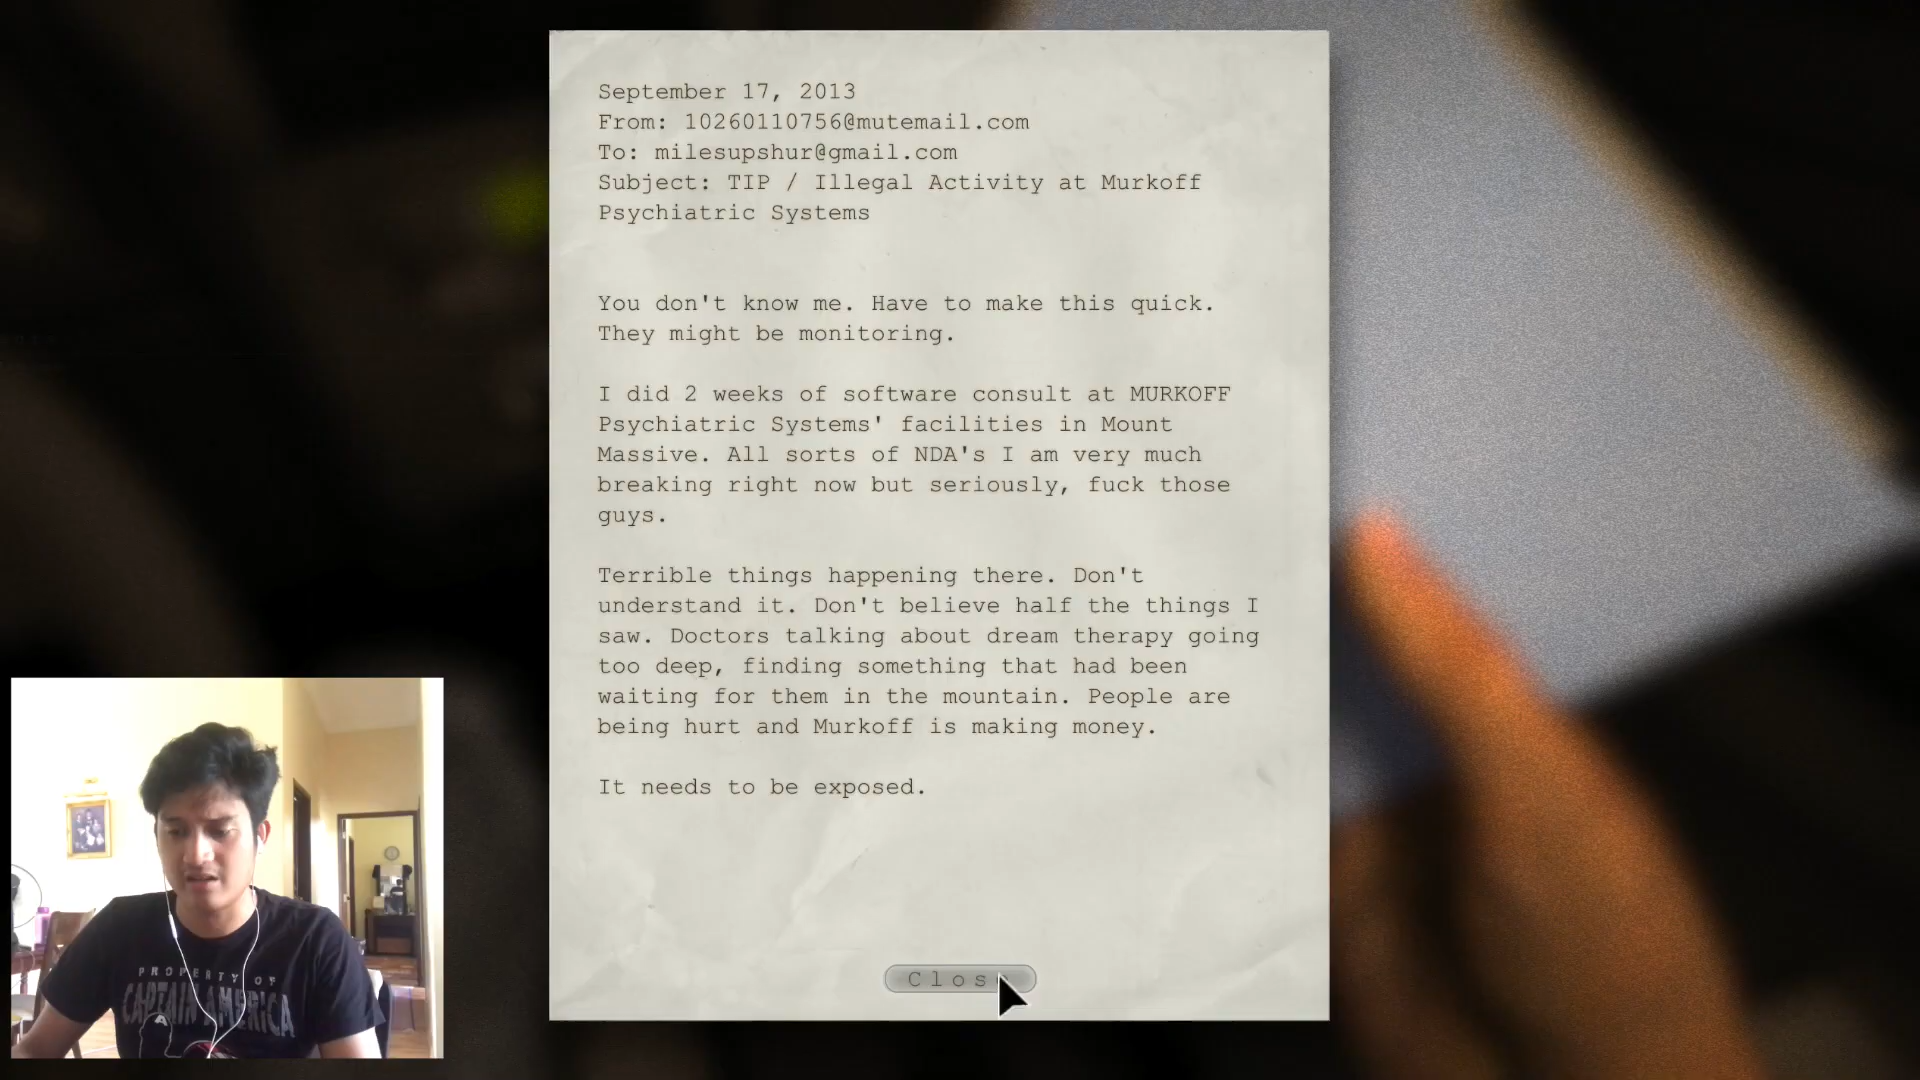 September 17, 2013
From: 10260110756@mutemail.com
To: milesupshur@gmail.com
Subject: TIP / Illegal Activity at Murkoff
Psychiatric Systems
You don't know me. Have to make this quick.
They might be monitoring.
I did 2 weeks of software consult at MURKOFF
Psychiatric Systems' facilities in Mount
Massive. All sorts of NDA's I am very much
breaking right now but seriously, fuck those
guys.
Terrible things happening there. Don't
understand it. Don't believe half the things I
saw. Doctors talking about dream therapy going
too deep, finding something that had been
waiting for them in the mountain. People are
being hurt and Murkoff is making money.
It needs to be exposed.
Close
PROPERTY OF
CAPTAIN AMERICA